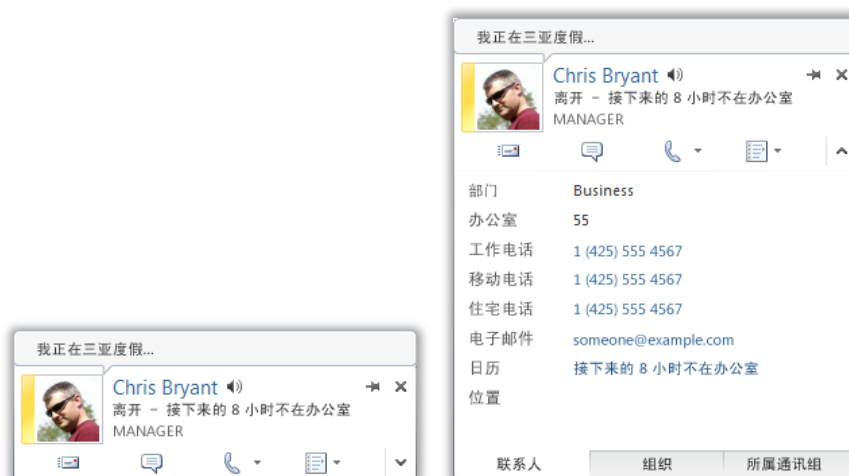 我正在三亚度假...
Chris Bryant
离开 - 接下来的 8 小时不在办公室
MANAGER
部门 Business
办公室 55
工作电话 1 (425) 555 4567
移动电话 1 (425) 555 4567
住宅电话 1 (425) 555 4567
电子邮件 someone@example.com
日历 接下来的 8 小时不在办公室
位置
联系人 组织 所属通讯组
我正在三亚度假...
Chris Bryant
离开 - 接下来的 8 小时不在办公室
MANAGER